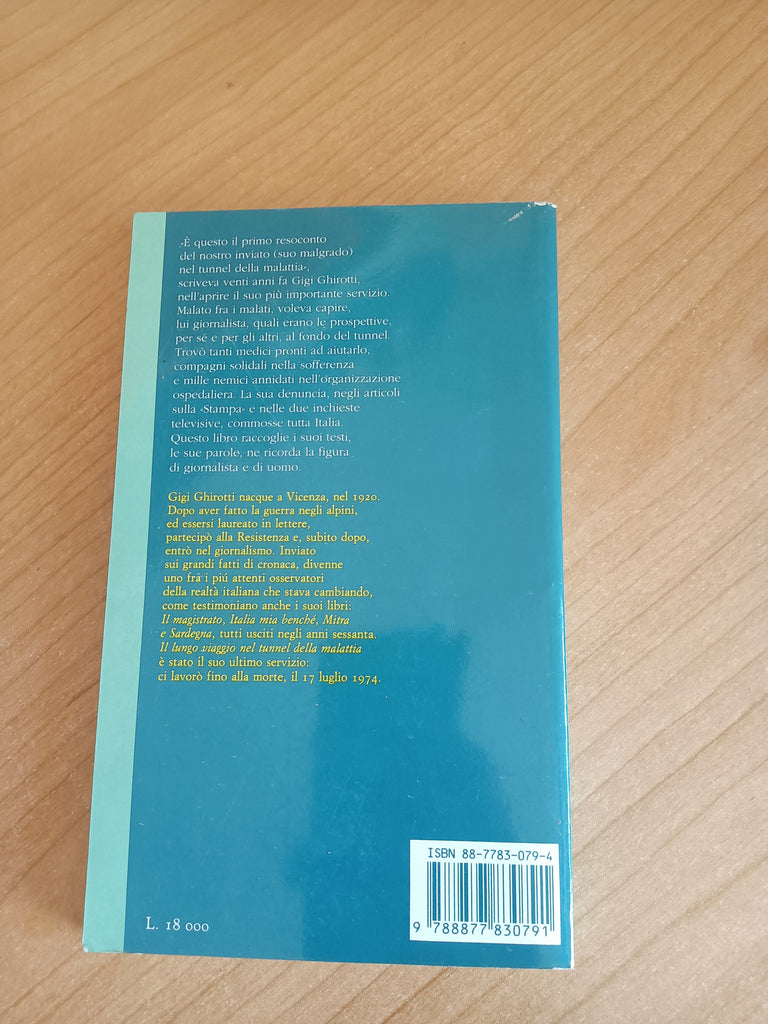 «È questo il primo resoconto
del nostro inviato (suo malgrado)
nel tunnel della malattia»,
scriveva venti anni fa Gigi Ghirotti,
nell'aprire il suo più importante servizio.
Malato fra i malati, voleva capire,
lui giornalista, quali erano le prospettive,
per sé e per gli altri, al fondo del tunnel.
Trovò tanti medici pronti ad aiutarlo,
compagni solidali nella sofferenza
e mille nemici annidati nell'organizzazione
ospedaliera. La sua denuncia, negli articoli
sulla «Stampa» e nelle due inchieste
televisive, commosse tutta Italia.
Questo libro raccoglie i suoi testi,
le sue parole, ne ricorda la figura
di giornalista e di uomo.
Gigi Ghirotti nacque a Vicenza, nel 1920.
Dopo aver fatto la guerra negli alpini,
ed essersi laureato in lettere,
partecipò alla Resistenza e, subito dopo,
entrò nel giornalismo. Inviato
sui grandi fatti di cronaca, divenne
uno fra i piú attenti osservatori
della realtà italiana che stava cambiando,
come testimoniano anche i suoi libri:
Il magistrato, Italia mia benché, Mitra
e Sardegna, tutti usciti negli anni sessanta.
Il lungo viaggio nel tunnel della malattia
è stato il suo ultimo servizio:
ci lavorò fino alla morte, il 17 luglio 1974.
ISBN 88-7783-079-4
9 788877 830791
L. 18 000